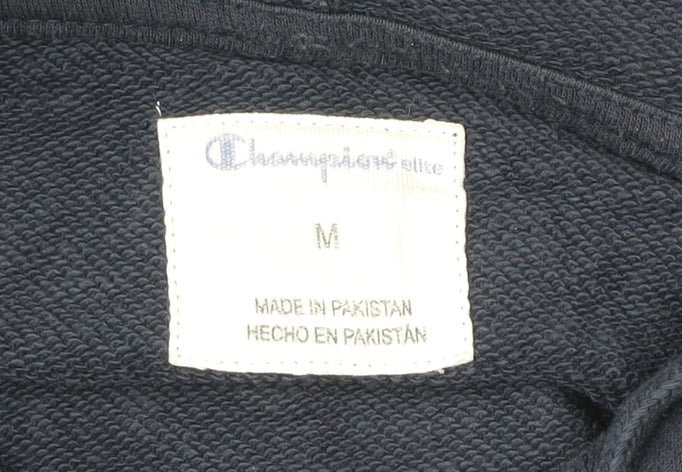 Champion elite
M
MADE IN PAKISTAN
HECHO EN PAKISTÁN